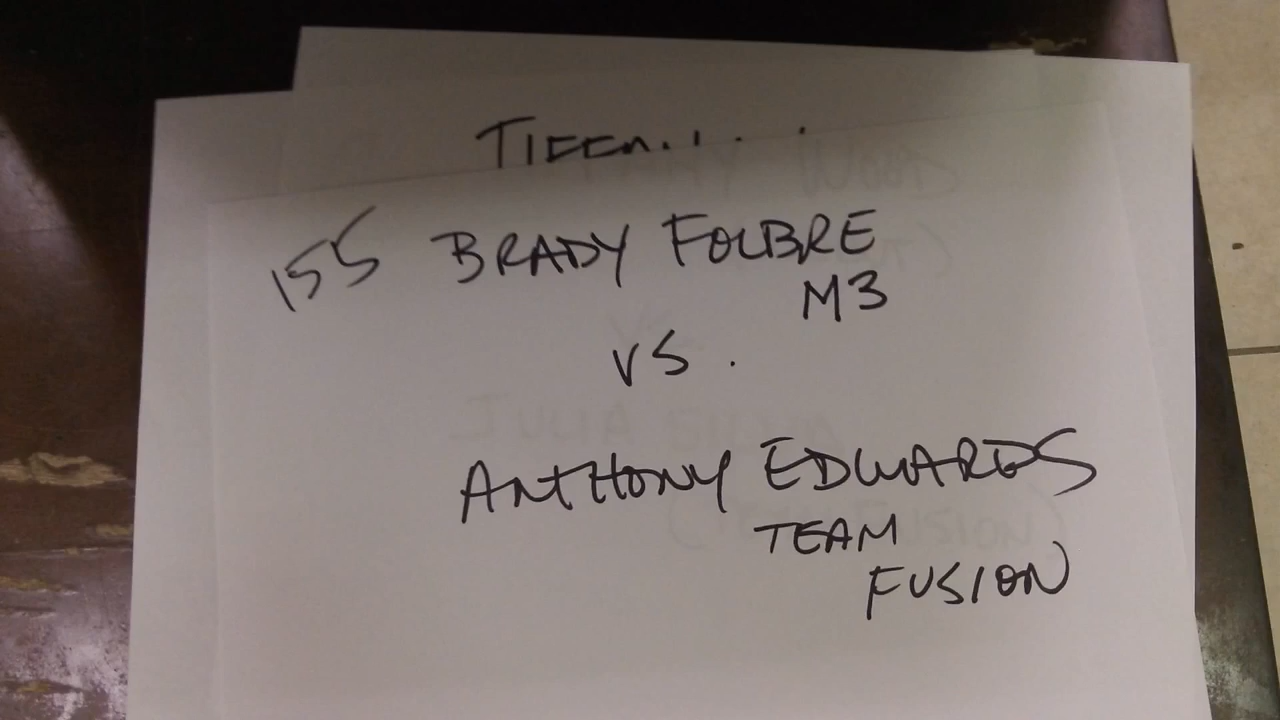 155 BRADY FOLBRE
M3
VS.
ANTHONY EDWARDS
TEAM
FUSION